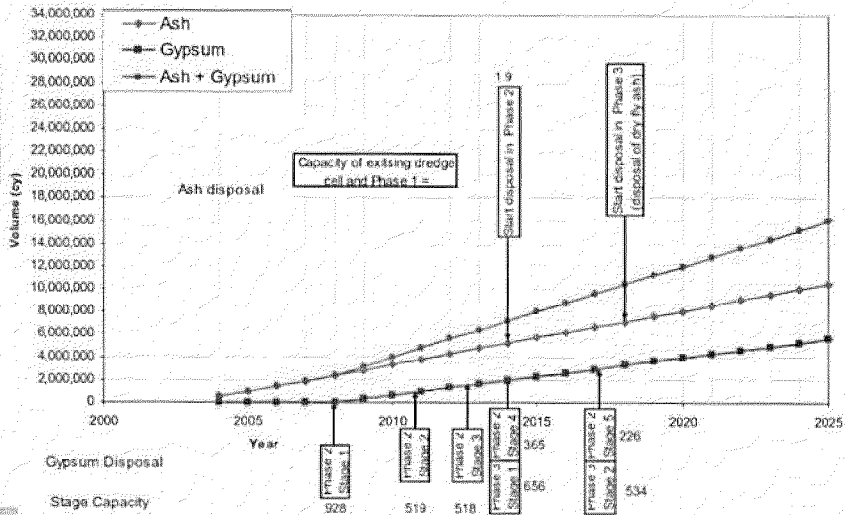 34,000,000
32,000,000
30,000,000
28,000,000
26,000,000
24,000,000
22,000,000
20,000,000
18,000,000
16,000,000
14,000,000
12,000,000
10,000,000
8,000,000
6,000,000
4,000,000
2,000,000
0
Volume (cy)
Ash
Gypsum
Ash + Gypsum
Ash disposal
Capacity of exitsing dredge
cell and Phase 1 =
1.9
Start disposal in Phase 2
Start disposal in Phase 3
(disposal of dry fly ash)
2000
2005
2010
2015
2020
2025
Year
Gypsum Disposal
Phase 2
Stage 1
Phase 2
Stage 2
Phase 2
Stage 3
Phase 2
Stage 4
365
Phase 2
Stage 5
226
Phase 3
Stage 1
656
Phase 3
Stage 2
534
Stage Capacity
928
519
518